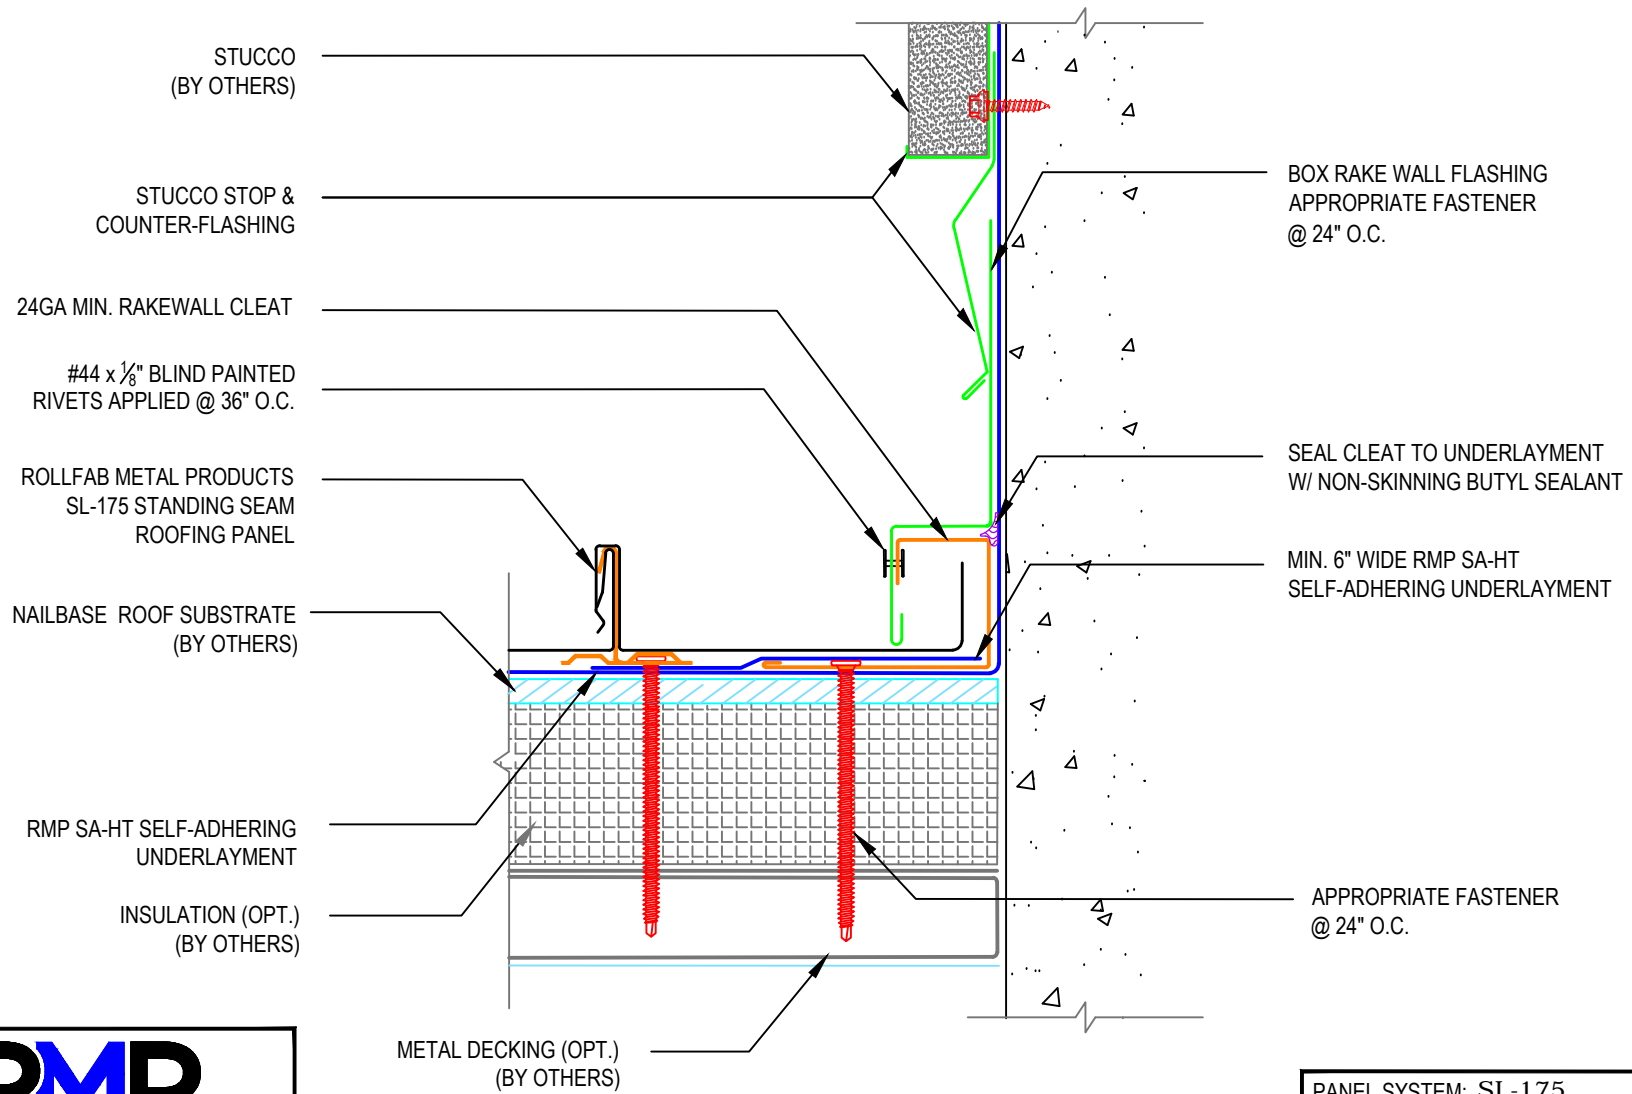 STUCCO
(BY OTHERS)
STUCCO STOP &
COUNTER-FLASHING
24GA MIN. RAKEWALL CLEAT
#44 x ⅛" BLIND PAINTED
RIVETS APPLIED @ 36" O.C.
ROLLFAB METAL PRODUCTS
SL-175 STANDING SEAM
ROOFING PANEL
NAILBASE ROOF SUBSTRATE
(BY OTHERS)
RMP SA-HT SELF-ADHERING
UNDERLAYMENT
INSULATION (OPT.)
(BY OTHERS)
METAL DECKING (OPT.)
(BY OTHERS)
BOX RAKE WALL FLASHING
APPROPRIATE FASTENER
@ 24" O.C.
SEAL CLEAT TO UNDERLAYMENT
W/ NON-SKINNING BUTYL SEALANT
MIN. 6" WIDE RMP SA-HT
SELF-ADHERING UNDERLAYMENT
APPROPRIATE FASTENER
@ 24" O.C.
PANEL SYSTEM: SL-175